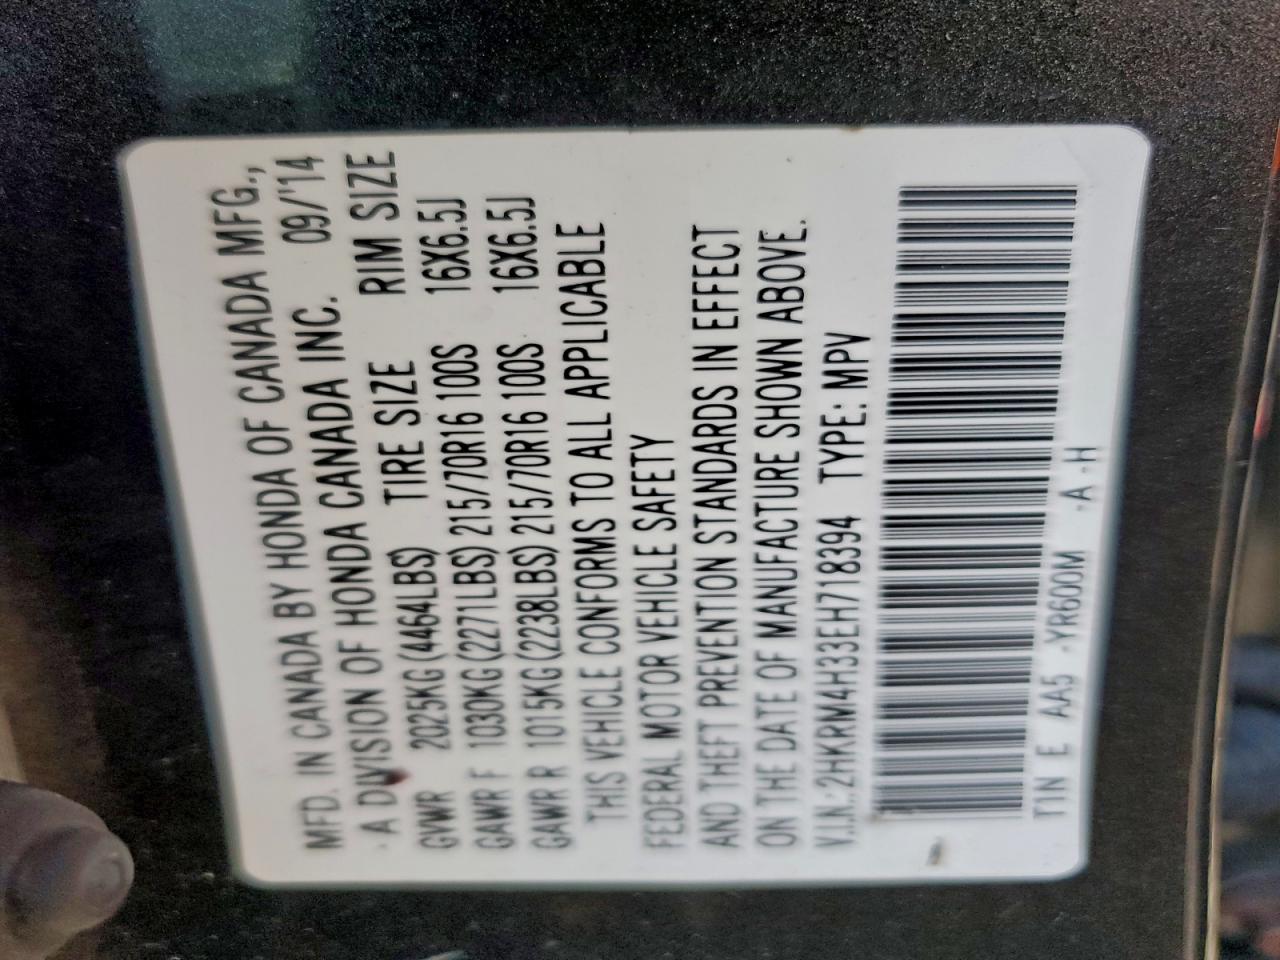 MFD. IN CANADA BY HONDA OF CANADA MFG.,
A DIVISION OF HONDA CANADA INC. 09/'14
TIRE SIZE RIM SIZE
GVWR 2025KG (4464LBS)
GAWR F 1030KG (2271LBS) 215/70R16 100S 16X6.5J
GAWR R 1015KG (2238LBS) 215/70R16 100S 16X6.5J
THIS VEHICLE CONFORMS TO ALL APPLICABLE
FEDERAL MOTOR VEHICLE SAFETY
AND THEFT PREVENTION STANDARDS IN EFFECT
ON THE DATE OF MANUFACTURE SHOWN ABOVE.
V.I.N.:2HKRM4H33EH718394 TYPE: MPV
T1N E AA5 -YR600M -A -H